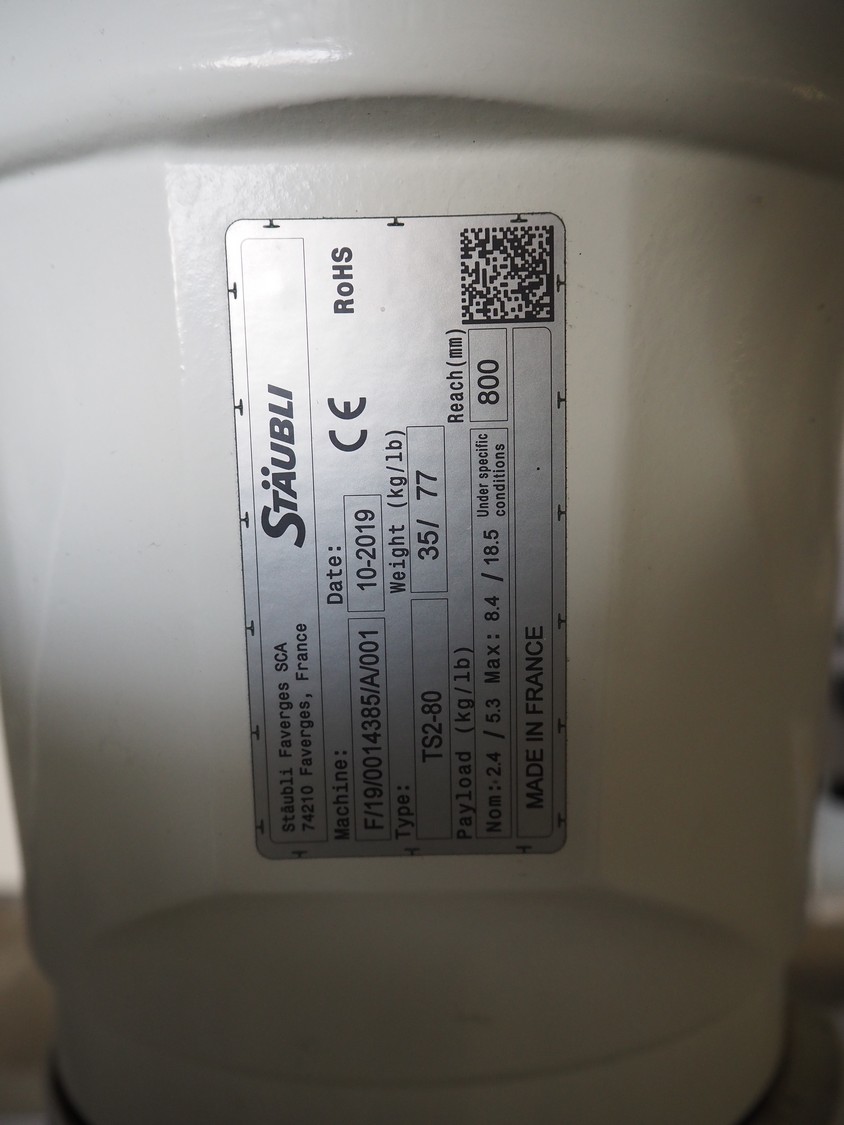 Stäubli Faverges SCA
74210 Faverges, France
STÄUBLI
Machine:
F/19/0014385/A/001
Date:
10-2019
CE
RoHS
Type:
TS2-80
Weight (kg/lb)
35/ 77
Payload (kg/lb)
Nom: 2.4 / 5.3 Max: 8.4 / 18.5
Under specific
conditions
Reach(mm)
800
MADE IN FRANCE